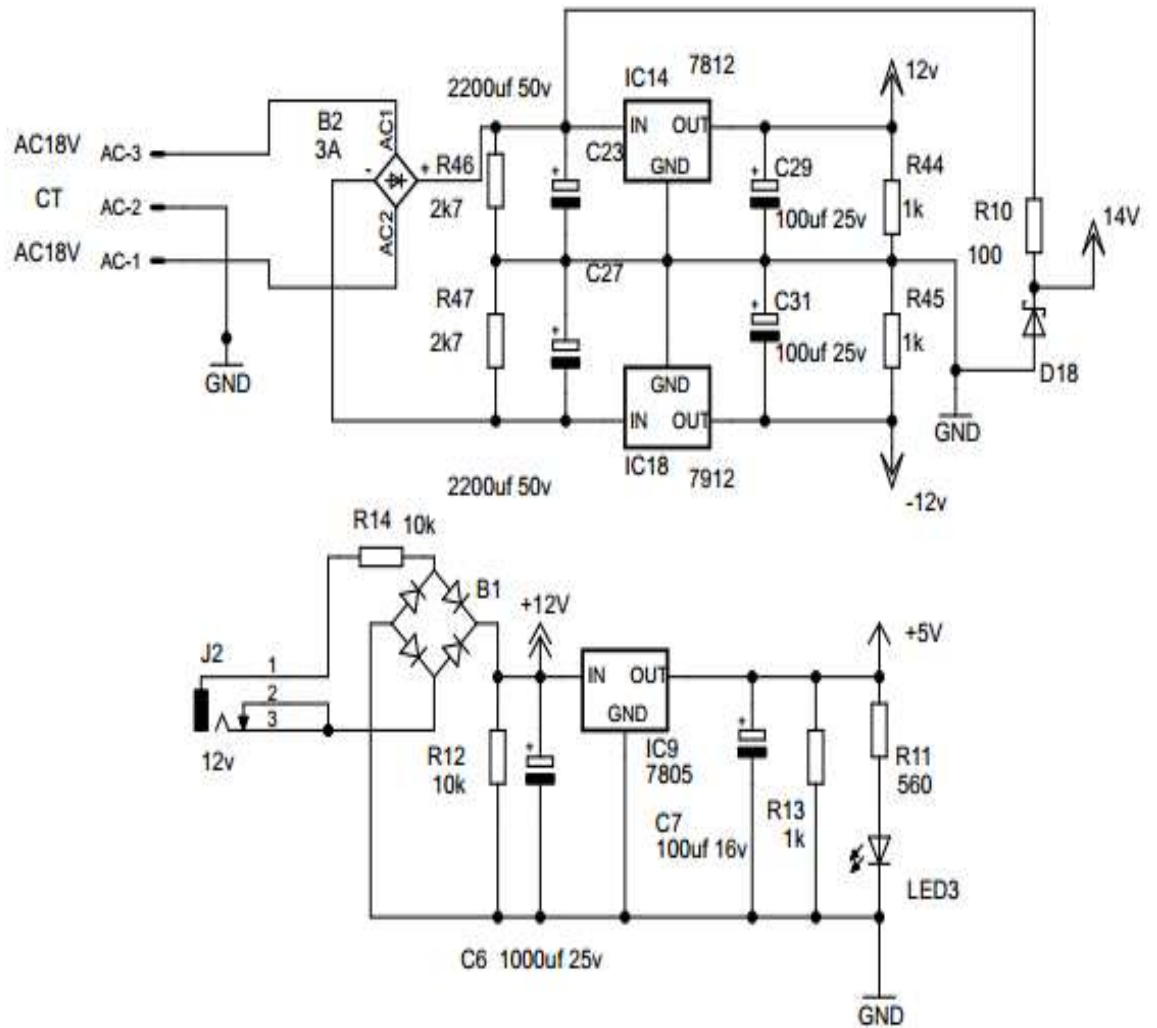 7812
IC14
12v
2200uf 50v
B2
3A
AC1
AC18V
AC-3
IN
OUT
GND
C23
-
+
R46
2k7
+
+
C29
100uf 25v
R44
1k
CT
AC-2
AC2
R10
100
14V
AC18V
AC-1
C27
R47
2k7
+
+
C31
100uf 25v
R45
1k
D18
GND
GND
GND
IN
OUT
IC18
7912
-12v
2200uf 50v
R14
10k
B1
+12V
+5V
IN
OUT
GND
J2
1
2
3
12v
R12
10k
+
IC9
7805
+
C7
100uf 16v
R13
1k
R11
560
LED3
C6 1000uf 25v
GND